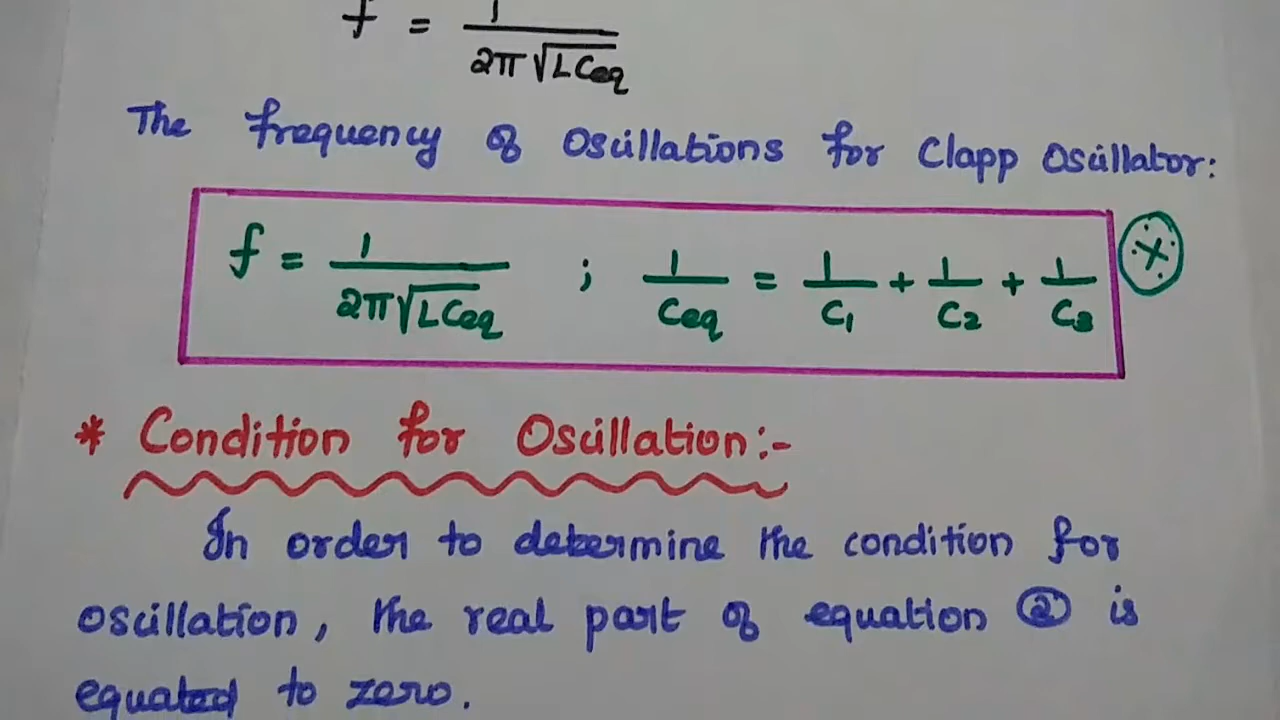 f = 1 / 2π√LCeq
The frequency of oscillations for Clapp Oscillator:
f = 1 / 2π√LCeq ; 1/Ceq = 1/C1 + 1/C2 + 1/C3
* Condition for Oscillation:-
In order to determine the condition for
oscillation, the real part of equation ② is
equated to zero.